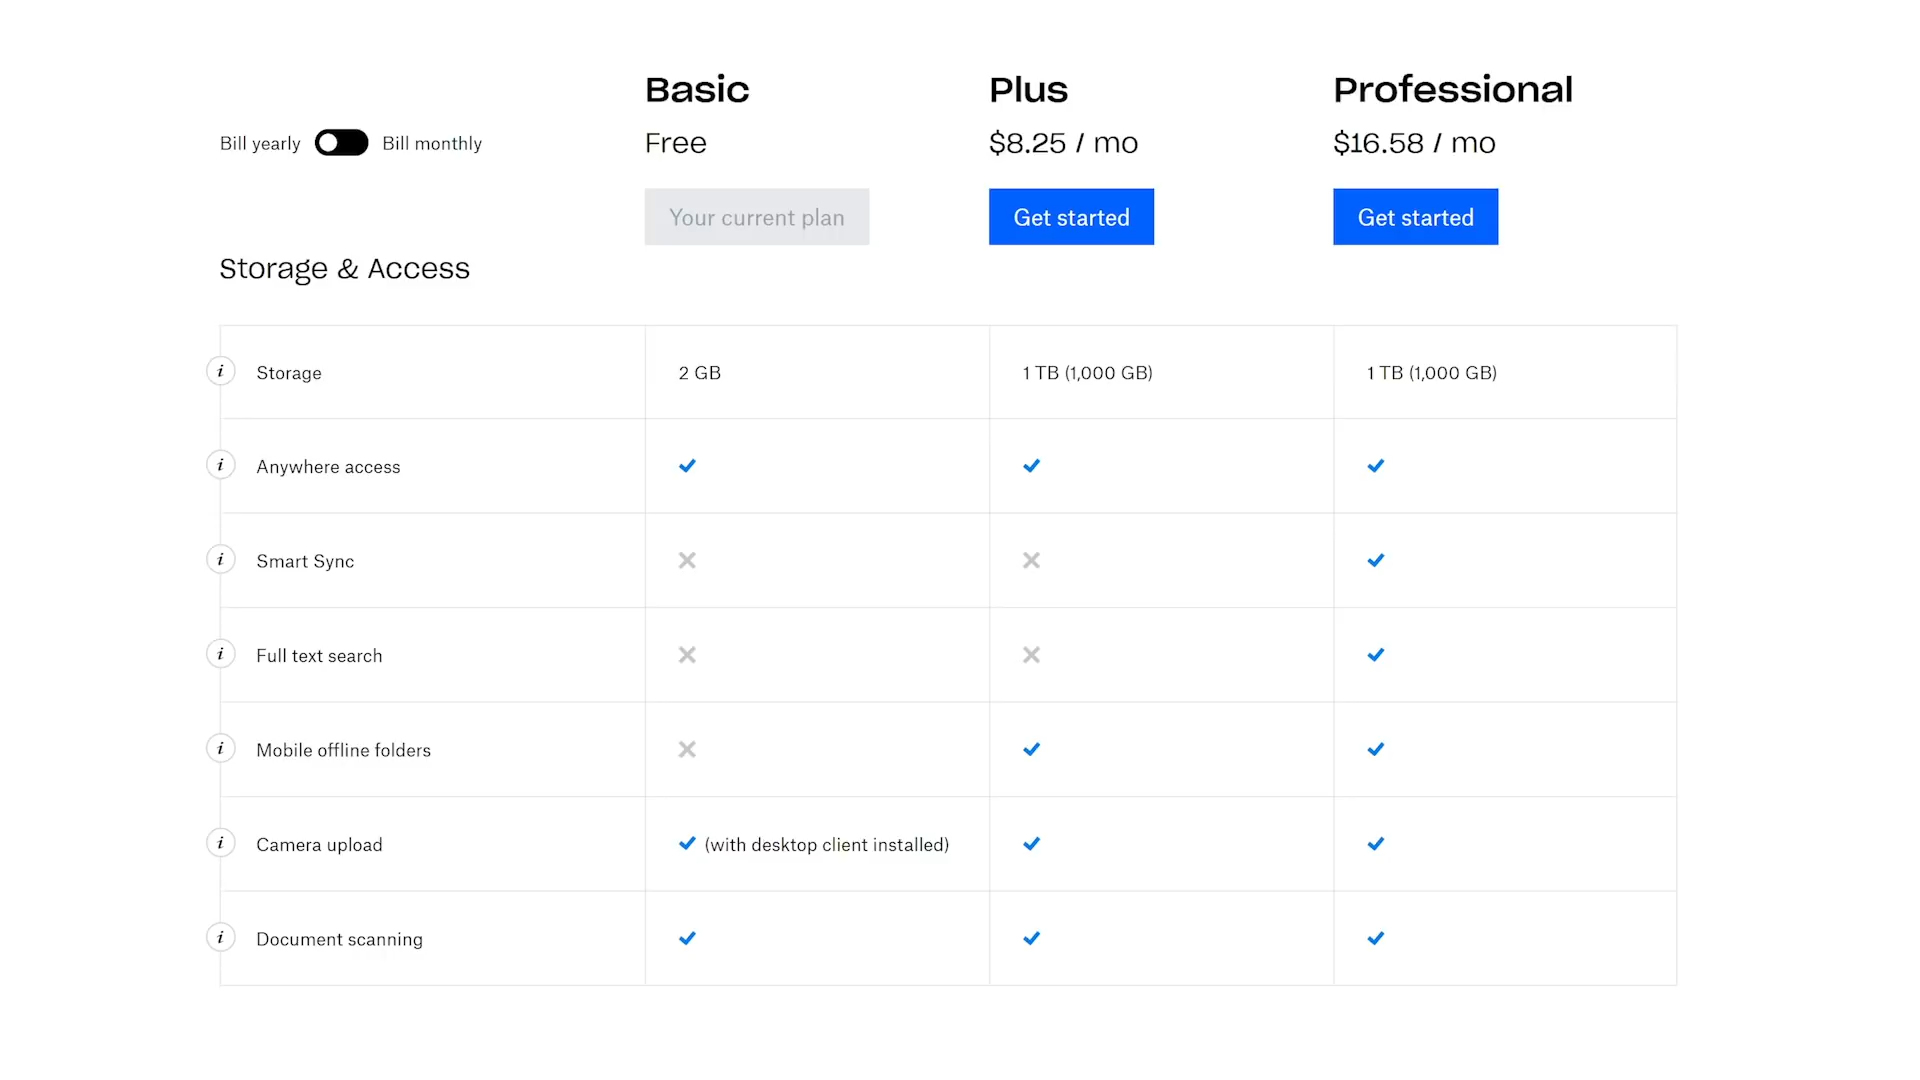 Basic
Plus
Professional
Bill yearly
Bill monthly
Free
$8.25 / mo
$16.58 / mo
Your current plan
Get started
Get started
Storage & Access
i Storage 2 GB 1 TB (1,000 GB) 1 TB (1,000 GB)
i Anywhere access
i Smart Sync
i Full text search
i Mobile offline folders
i Camera upload (with desktop client installed)
i Document scanning